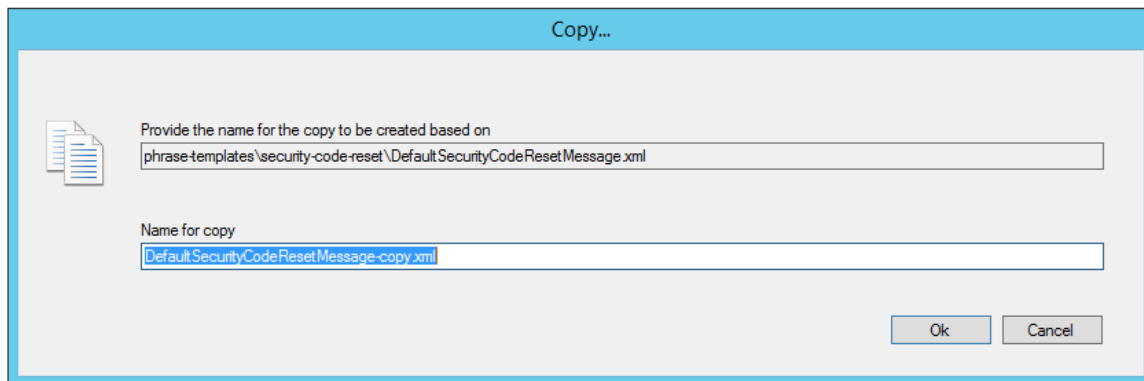 Copy...
Provide the name for the copy to be created based on
phrase-templates\security-code-reset\DefaultSecurityCodeResetMessage.xml
Name for copy
DefaultSecurityCodeResetMessage-copy.xml
Ok Cancel